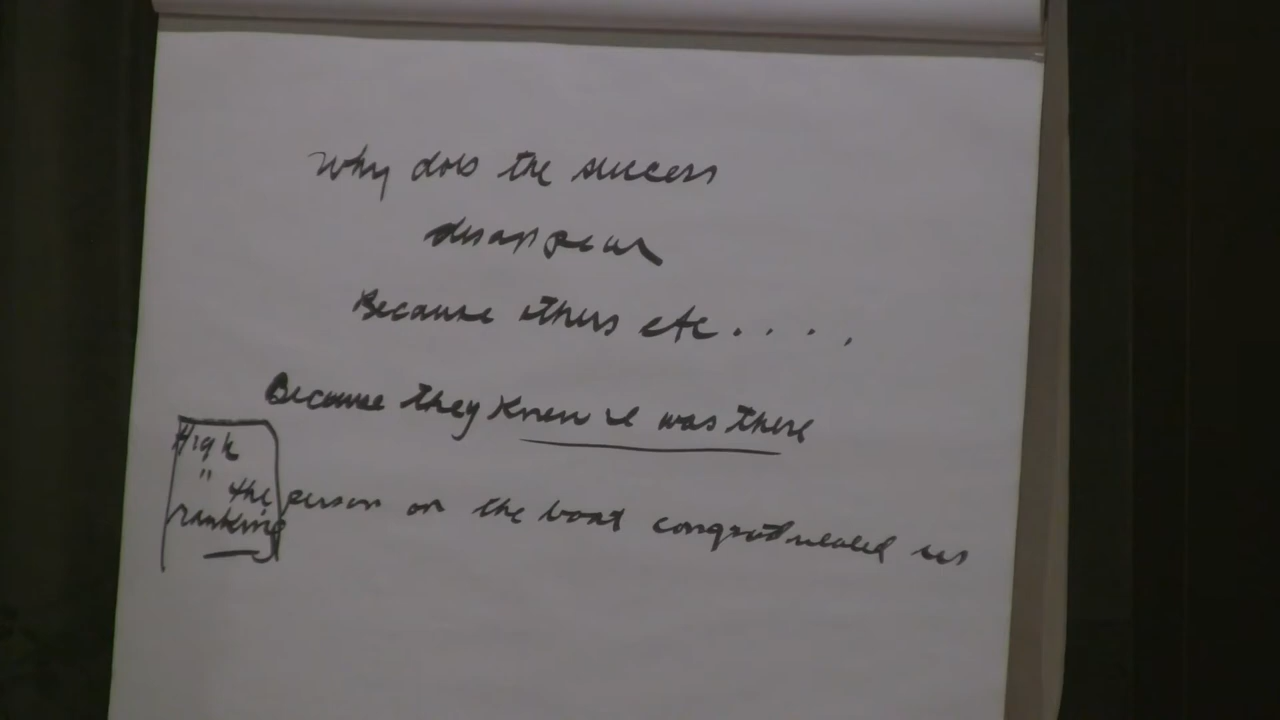 Why does the success
disappear
Because others etc . . . .
Because they knew it was there
High
" the person on the boat congratulated us
ranking